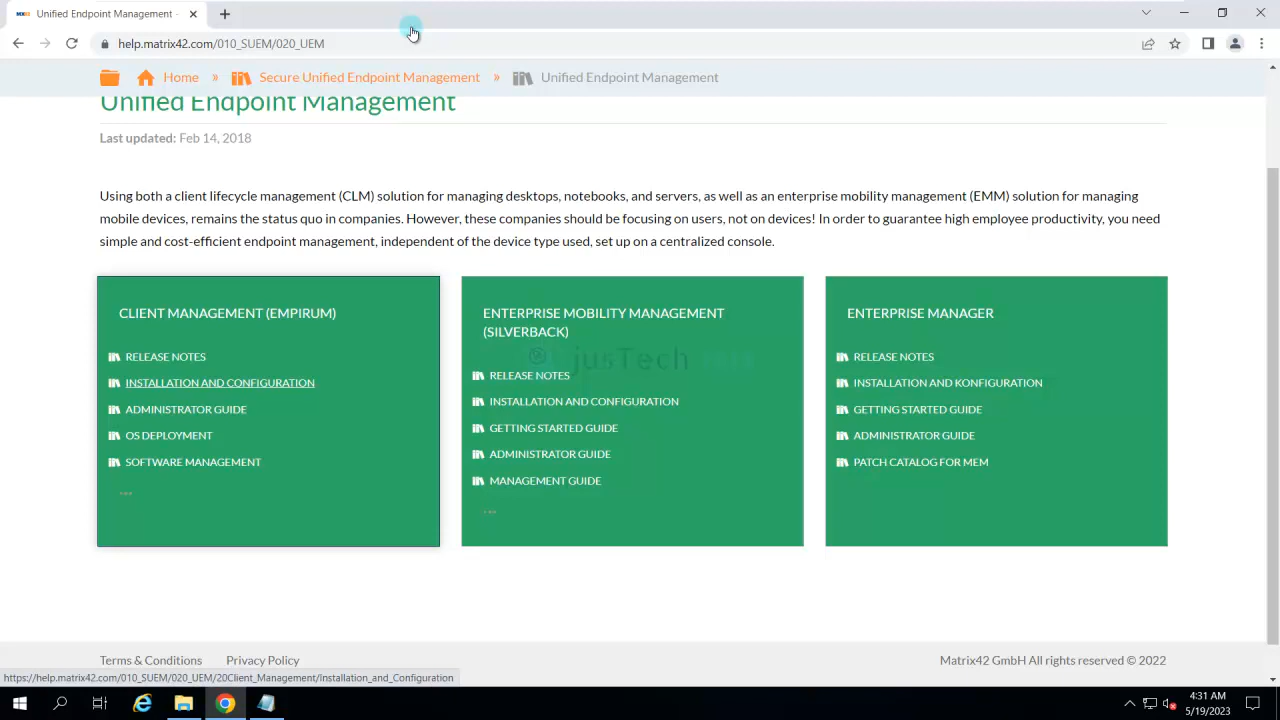 Unified Endpoint Management -
help.matrix42.com/010_SUEM/020_UEM
Home » Secure Unified Endpoint Management » Unified Endpoint Management
Unified Endpoint Management
Last updated: Feb 14, 2018
Using both a client lifecycle management (CLM) solution for managing desktops, notebooks, and servers, as well as an enterprise mobility management (EMM) solution for managing
mobile devices, remains the status quo in companies. However, these companies should be focusing on users, not on devices! In order to guarantee high employee productivity, you need
simple and cost-efficient endpoint management, independent of the device type used, set up on a centralized console.
CLIENT MANAGEMENT (EMPIRUM)
RELEASE NOTES
INSTALLATION AND CONFIGURATION
ADMINISTRATOR GUIDE
OS DEPLOYMENT
SOFTWARE MANAGEMENT
...
ENTERPRISE MOBILITY MANAGEMENT
(SILVERBACK)
RELEASE NOTES
INSTALLATION AND CONFIGURATION
GETTING STARTED GUIDE
ADMINISTRATOR GUIDE
MANAGEMENT GUIDE
...
ENTERPRISE MANAGER
RELEASE NOTES
INSTALLATION AND KONFIGURATION
GETTING STARTED GUIDE
ADMINISTRATOR GUIDE
PATCH CATALOG FOR MEM
jusTech
Terms & Conditions Privacy Policy
Matrix42 GmbH All rights reserved © 2022
https://help.matrix42.com/010_SUEM/020_UEM/20Client_Management/Installation_and_Configuration
4:31 AM
5/19/2023